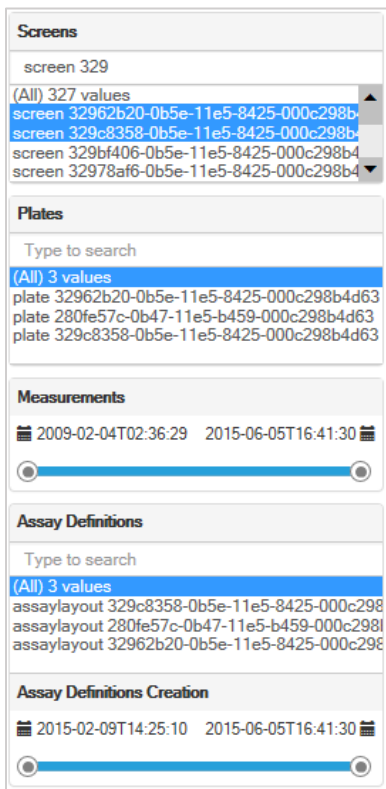 Screens
screen 329
(All) 327 values
screen 32962b20-0b5e-11e5-8425-000c298b
screen 329c8358-0b5e-11e5-8425-000c298b
screen 329bf406-0b5e-11e5-8425-000c298b4
screen 32978af6-0b5e-11e5-8425-000c298b4
Plates
Type to search
(All) 3 values
plate 32962b20-0b5e-11e5-8425-000c298b4d63
plate 280fe57c-0b47-11e5-b459-000c298b4d63
plate 329c8358-0b5e-11e5-8425-000c298b4d63
Measurements
2009-02-04T02:36:29 2015-06-05T16:41:30
Assay Definitions
Type to search
(All) 3 values
assaylayout 329c8358-0b5e-11e5-8425-000c298
assaylayout 280fe57c-0b47-11e5-b459-000c298
assaylayout 32962b20-0b5e-11e5-8425-000c298
Assay Definitions Creation
2015-02-09T14:25:10 2015-06-05T16:41:30